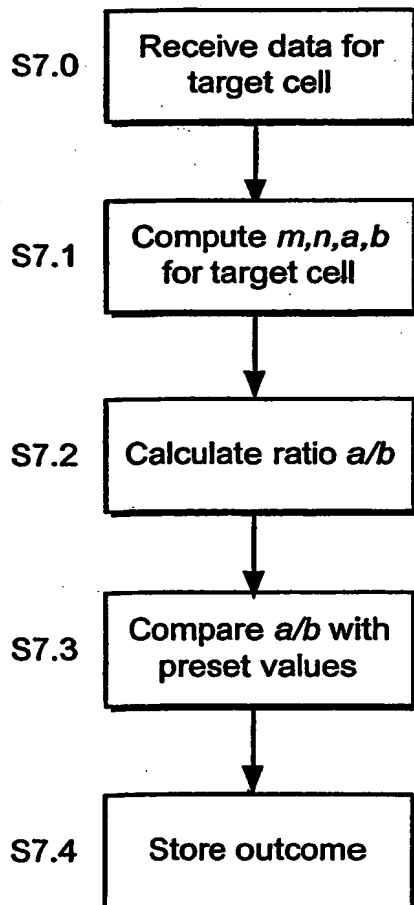 S7.0
Receive data for
target cell
S7.1
Compute m,n,a,b
for target cell
S7.2
Calculate ratio a/b
S7.3
Compare a/b with
preset values
S7.4
Store outcome